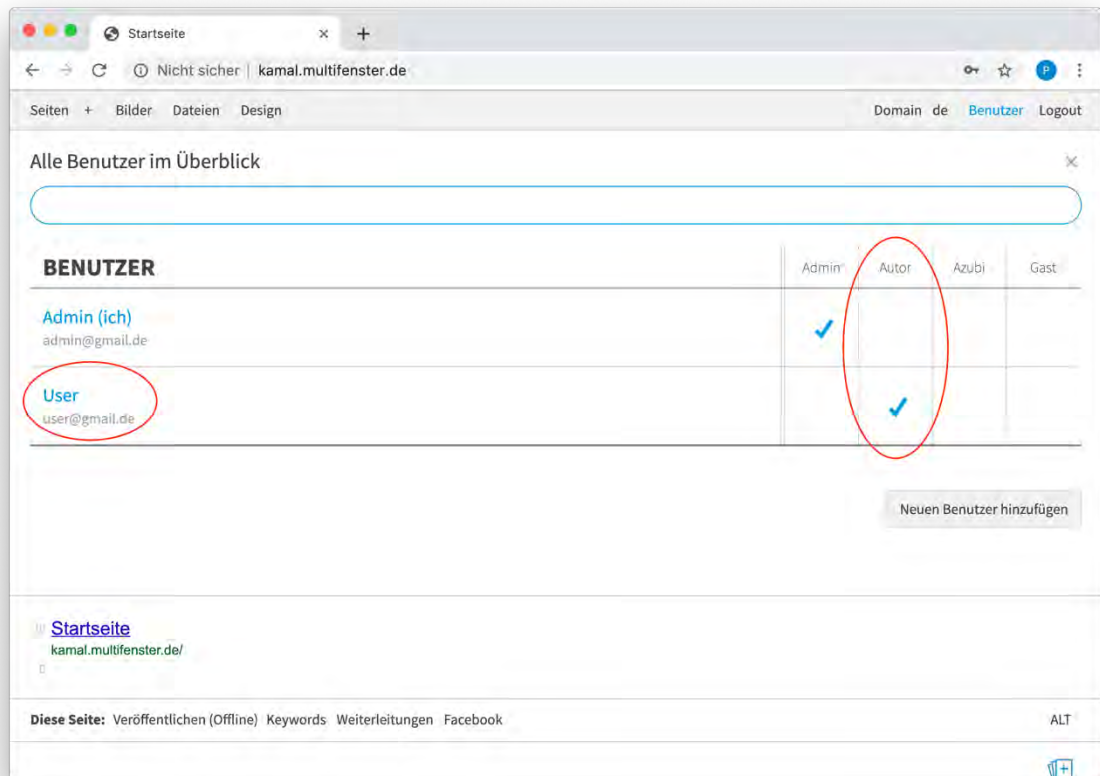 Startseite
Nicht sicher | kamal.multifenster.de
P
Seiten + Bilder Dateien Design Domain de Benutzer Logout
Alle Benutzer im Überblick
BENUTZER Admin Autor Azubi Gast
Admin (ich)
admin@gmail.de
User
user@gmail.de
Neuen Benutzer hinzufügen
Startseite
kamal.multifenster.de/
Diese Seite: Veröffentlichen (Offline) Keywords Weiterleitungen Facebook ALT